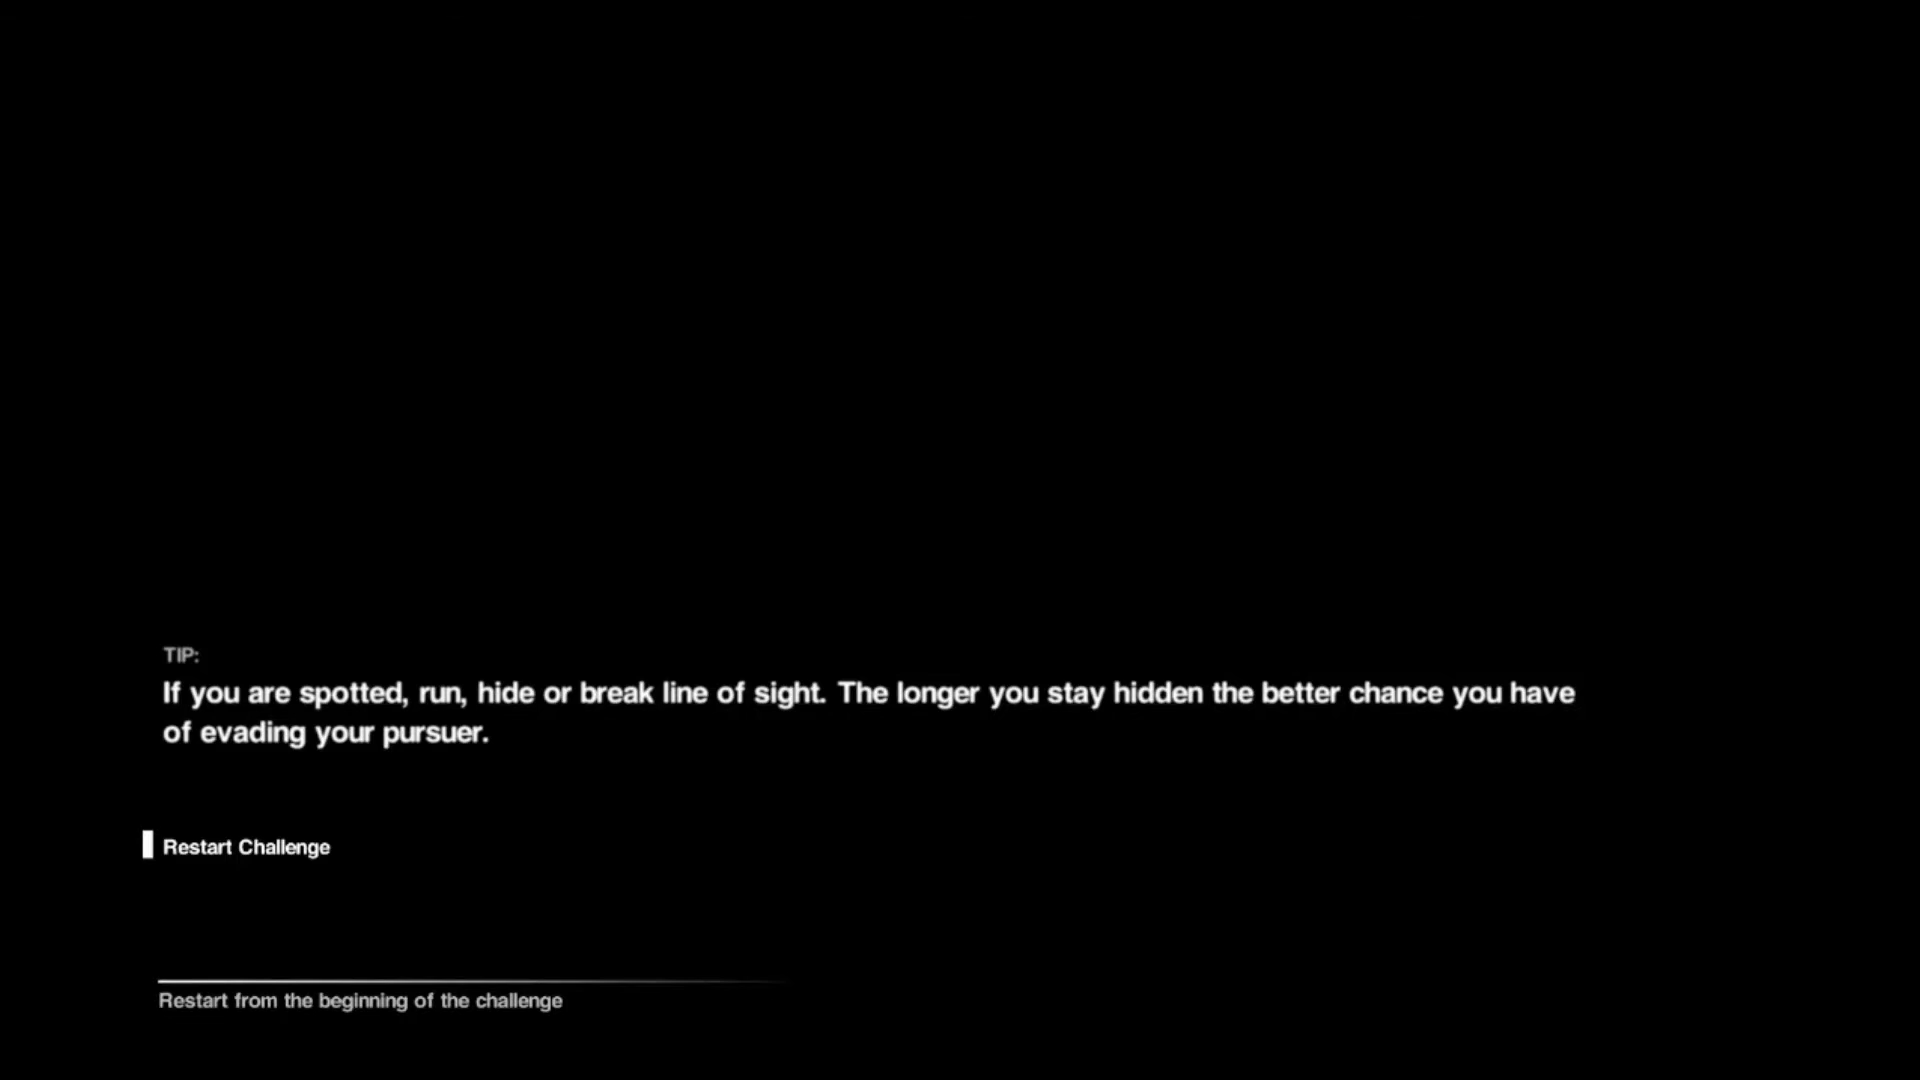 TIP:
If you are spotted, run, hide or break line of sight. The longer you stay hidden the better chance you have
of evading your pursuer.
Restart Challenge
Restart from the beginning of the challenge